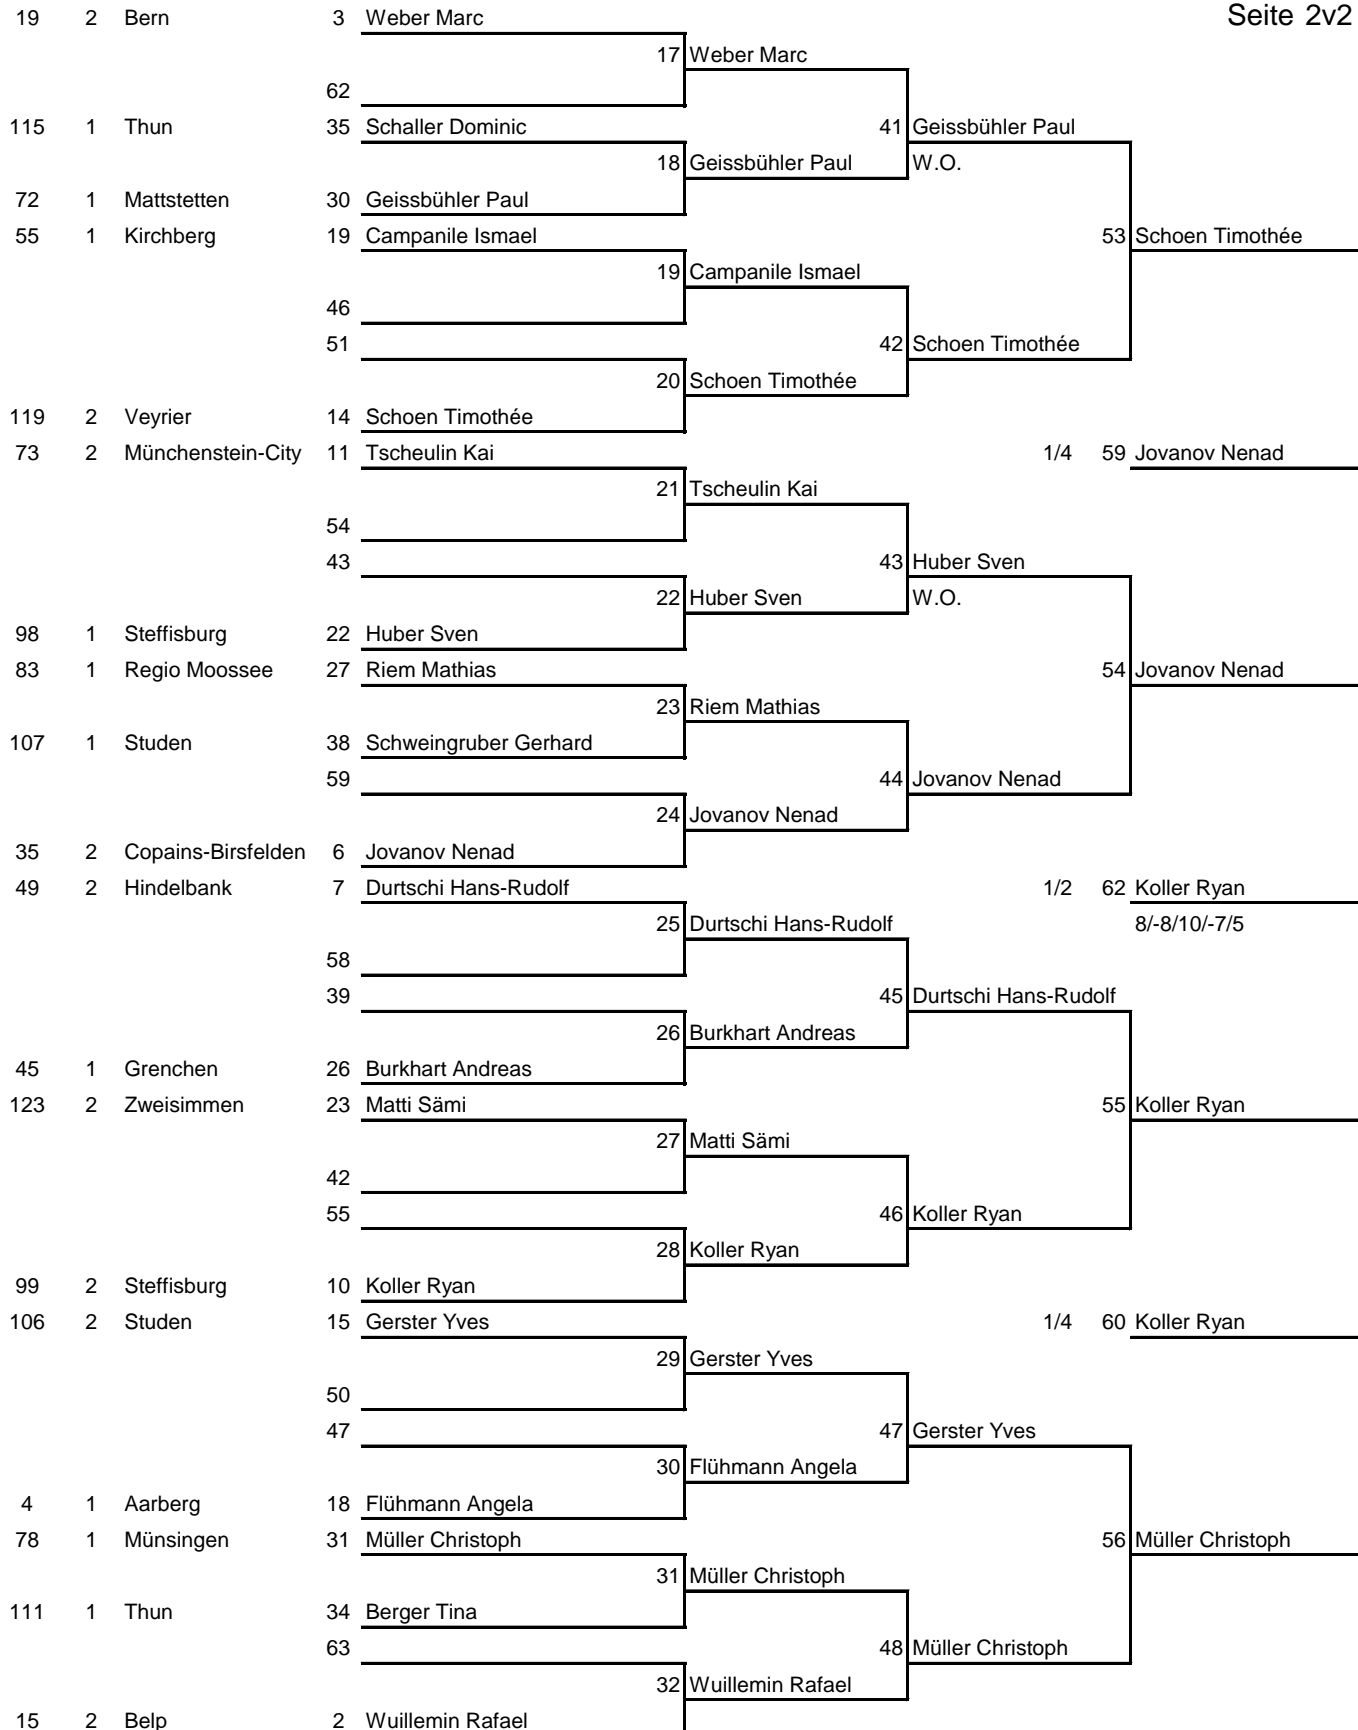 19 2 Bern 3 Weber Marc Seite 2v2
17 Weber Marc
62
115 1 Thun 35 Schaller Dominic 41 Geissbühler Paul
18 Geissbühler Paul W.O.
72 1 Mattstetten 30 Geissbühler Paul
55 1 Kirchberg 19 Campanile Ismael 53 Schoen Timothée
19 Campanile Ismael
46
51 42 Schoen Timothée
20 Schoen Timothée
119 2 Veyrier 14 Schoen Timothée
73 2 Münchenstein-City 11 Tscheulin Kai 1/4 59 Jovanov Nenad
21 Tscheulin Kai
54
43 43 Huber Sven
22 Huber Sven W.O.
98 1 Steffisburg 22 Huber Sven
83 1 Regio Moossee 27 Riem Mathias 54 Jovanov Nenad
23 Riem Mathias
107 1 Studen 38 Schweingruber Gerhard
59 44 Jovanov Nenad
24 Jovanov Nenad
35 2 Copains-Birsfelden 6 Jovanov Nenad
49 2 Hindelbank 7 Durtschi Hans-Rudolf 1/2 62 Koller Ryan
25 Durtschi Hans-Rudolf 8/-8/10/-7/5
58
39 45 Durtschi Hans-Rudolf
26 Burkhart Andreas
45 1 Grenchen 26 Burkhart Andreas
123 2 Zweisimmen 23 Matti Sämi 55 Koller Ryan
27 Matti Sämi
42
55 46 Koller Ryan
28 Koller Ryan
99 2 Steffisburg 10 Koller Ryan
106 2 Studen 15 Gerster Yves 1/4 60 Koller Ryan
29 Gerster Yves
50
47 47 Gerster Yves
30 Flühmann Angela
4 1 Aarberg 18 Flühmann Angela
78 1 Münsingen 31 Müller Christoph 56 Müller Christoph
31 Müller Christoph
111 1 Thun 34 Berger Tina
63 48 Müller Christoph
32 Wuillemin Rafael
15 2 Belp 2 Wuillemin Rafael